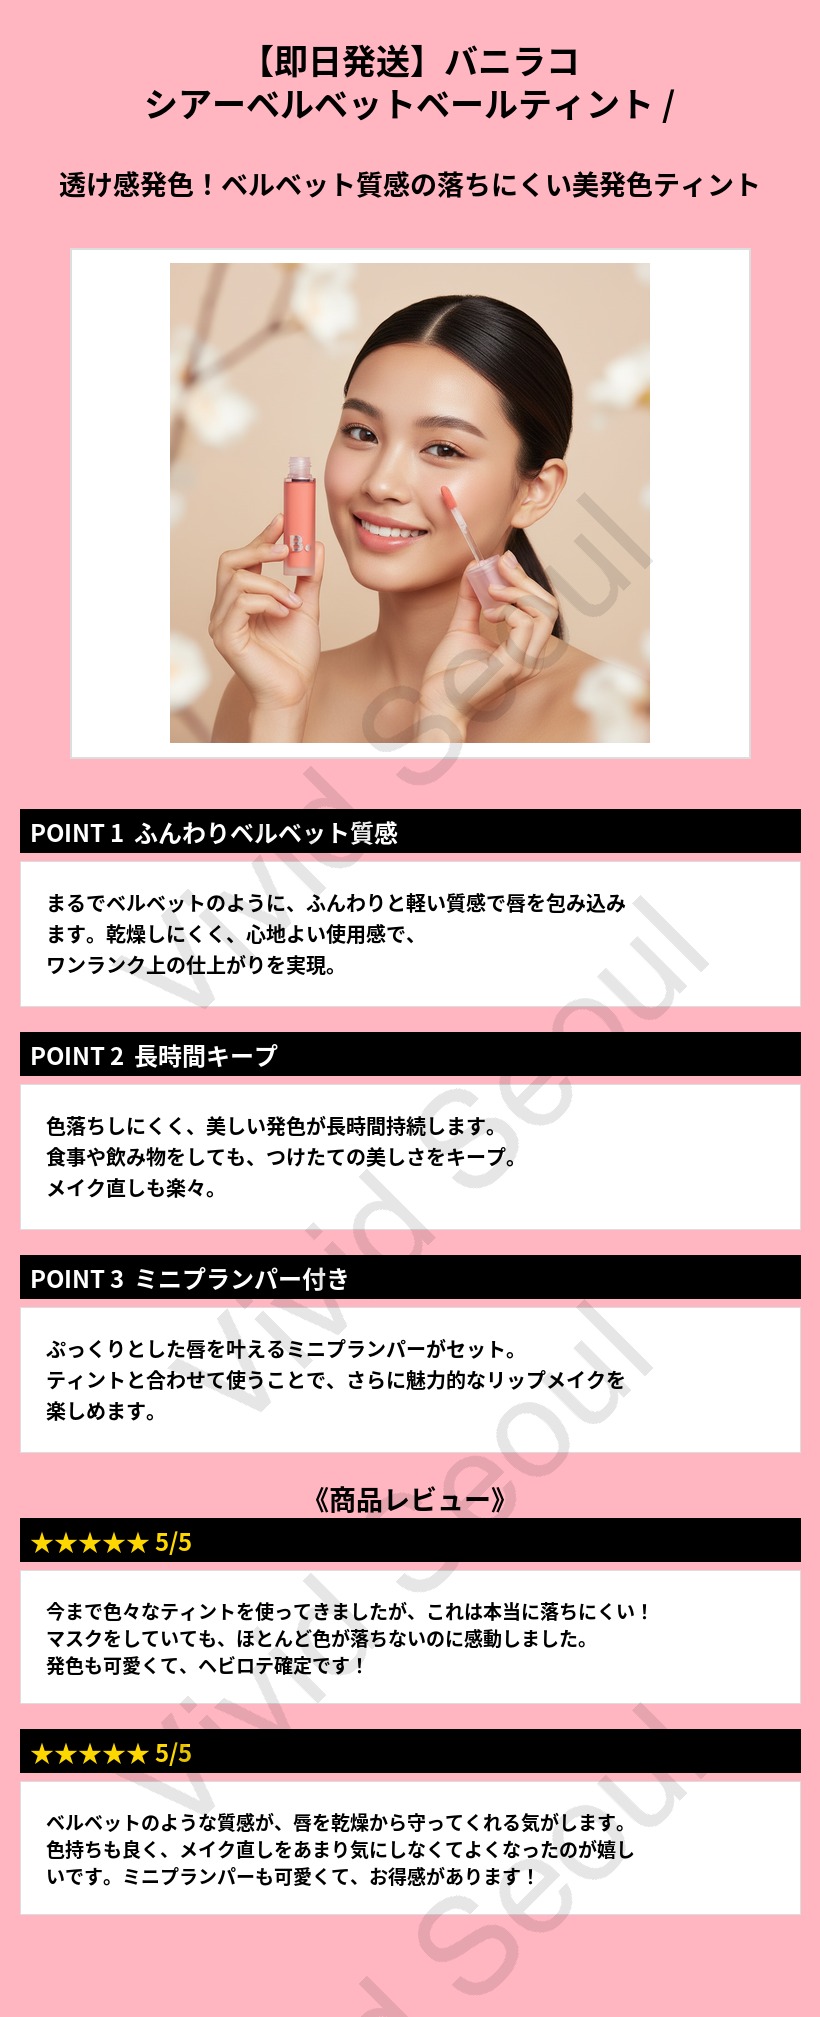 【即日発送】バニラコ
シアーベルベットベールティント /
透け感発色！ベルベット質感の落ちにくい美発色ティント
POINT 1 ふんわりベルベット質感
まるでベルベットのように、ふんわりと軽い質感で唇を包み込み
ます。乾燥しにくく、心地よい使用感で、
ワンランク上の仕上がりを実現。
POINT 2 長時間キープ
色落ちしにくく、美しい発色が長時間持続します。
食事や飲み物をしても、つけたての美しさをキープ。
メイク直しも楽々。
POINT 3 ミニプランパー付き
ぷっくりとした唇を叶えるミニプランパーがセット。
ティントと合わせて使うことで、さらに魅力的なリップメイクを
楽しめます。
《商品レビュー》
★★★★★ 5/5
今まで色々なティントを使ってきましたが、これは本当に落ちにくい！
マスクをしていても、ほとんど色が落ちないのに感動しました。
発色も可愛くて、ヘビロテ確定です！
★★★★★ 5/5
ベルベットのような質感が、唇を乾燥から守ってくれる気がします。
色持ちも良く、メイク直しをあまり気にしなくてよくなったのが嬉し
いです。ミニプランパーも可愛くて、お得感があります！
Vivid Seoul
Vivid Seoul
Vivid Seoul
Vivid Seoul